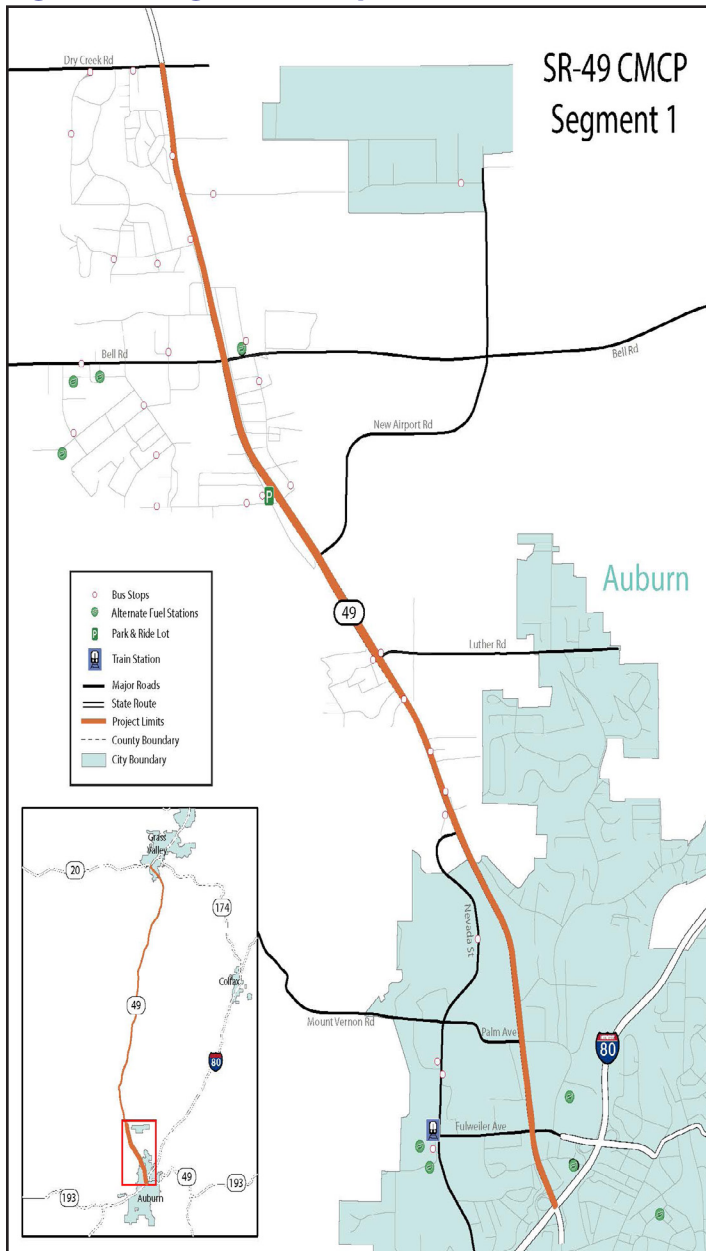 SR-49 CMCP
Segment 1
Dry Creek Rd
Bell Rd
Bell Rd
New Airport Rd
Auburn
49
Luther Rd
Bus Stops
Alternate Fuel Stations
P
Park & Ride Lot
Train Station
Major Roads
State Route
Project Limits
County Boundary
City Boundary
Nevada St
Mount Vernon Rd
Palm Ave
80
Fulweiler Ave
P
Grass
Valley
20
174
Colfax
49
80
49
193
Auburn
193